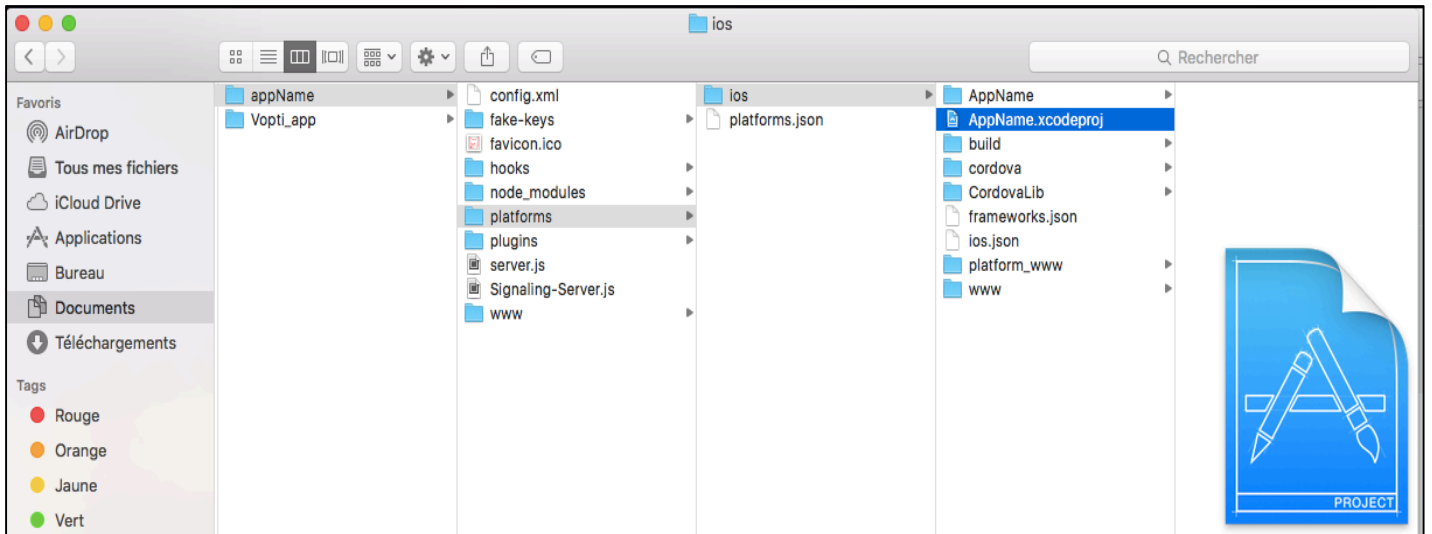 ios
Rechercher
Favoris
AirDrop
Tous mes fichiers
iCloud Drive
Applications
Bureau
Documents
Téléchargements
Tags
Rouge
Orange
Jaune
Vert
appName
Vopti_app
config.xml
fake-keys
favicon.ico
hooks
node_modules
platforms
plugins
server.js
Signaling-Server.js
www
ios
platforms.json
AppName
AppName.xcodeproj
build
cordova
CordovaLib
frameworks.json
ios.json
platform_www
www
PROJECT